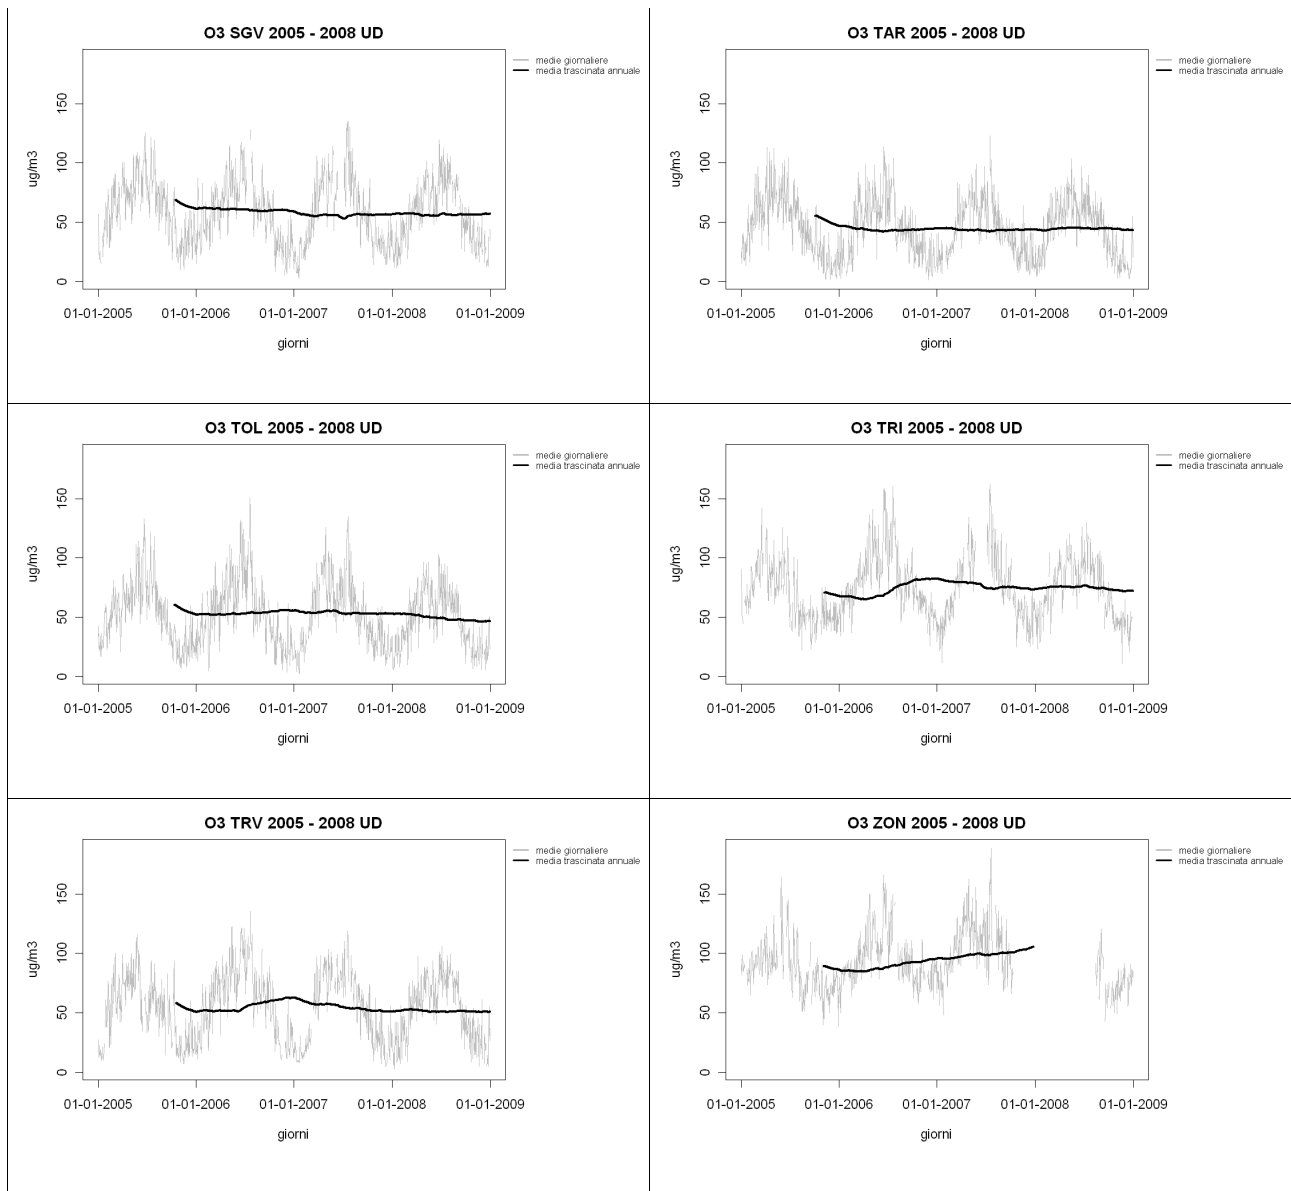 O3 SGV 2005 - 2008 UD
medie giornaliere
media trascinata annuale
ug/m3
150
100
50
0
01-01-2005 01-01-2006 01-01-2007 01-01-2008 01-01-2009
giorni
O3 TAR 2005 - 2008 UD
medie giornaliere
media trascinata annuale
ug/m3
150
100
50
0
01-01-2005 01-01-2006 01-01-2007 01-01-2008 01-01-2009
giorni
O3 TOL 2005 - 2008 UD
medie giornaliere
media trascinata annuale
ug/m3
150
100
50
0
01-01-2005 01-01-2006 01-01-2007 01-01-2008 01-01-2009
giorni
O3 TRI 2005 - 2008 UD
medie giornaliere
media trascinata annuale
ug/m3
150
100
50
0
01-01-2005 01-01-2006 01-01-2007 01-01-2008 01-01-2009
giorni
O3 TRV 2005 - 2008 UD
medie giornaliere
media trascinata annuale
ug/m3
150
100
50
0
01-01-2005 01-01-2006 01-01-2007 01-01-2008 01-01-2009
giorni
O3 ZON 2005 - 2008 UD
medie giornaliere
media trascinata annuale
ug/m3
150
100
50
0
01-01-2005 01-01-2006 01-01-2007 01-01-2008 01-01-2009
giorni